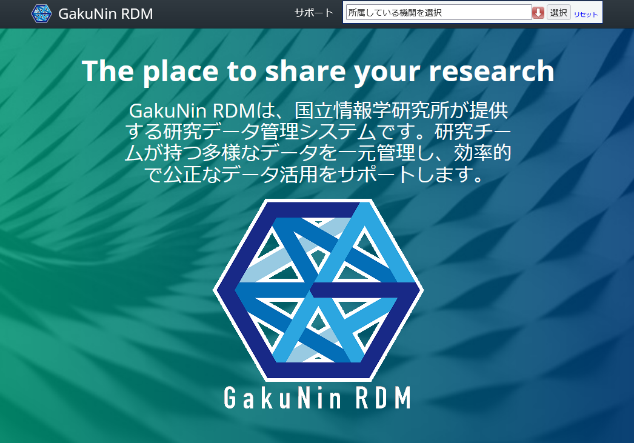 GakuNin RDM サポート 所属している機関を選択 選択 リセット
The place to share your research
GakuNin RDMは、国立情報学研究所が提供
する研究データ管理システムです。研究チー
ムが持つ多様なデータを一元管理し、効率的
で公正なデータ活用をサポートします。
GakuNin RDM